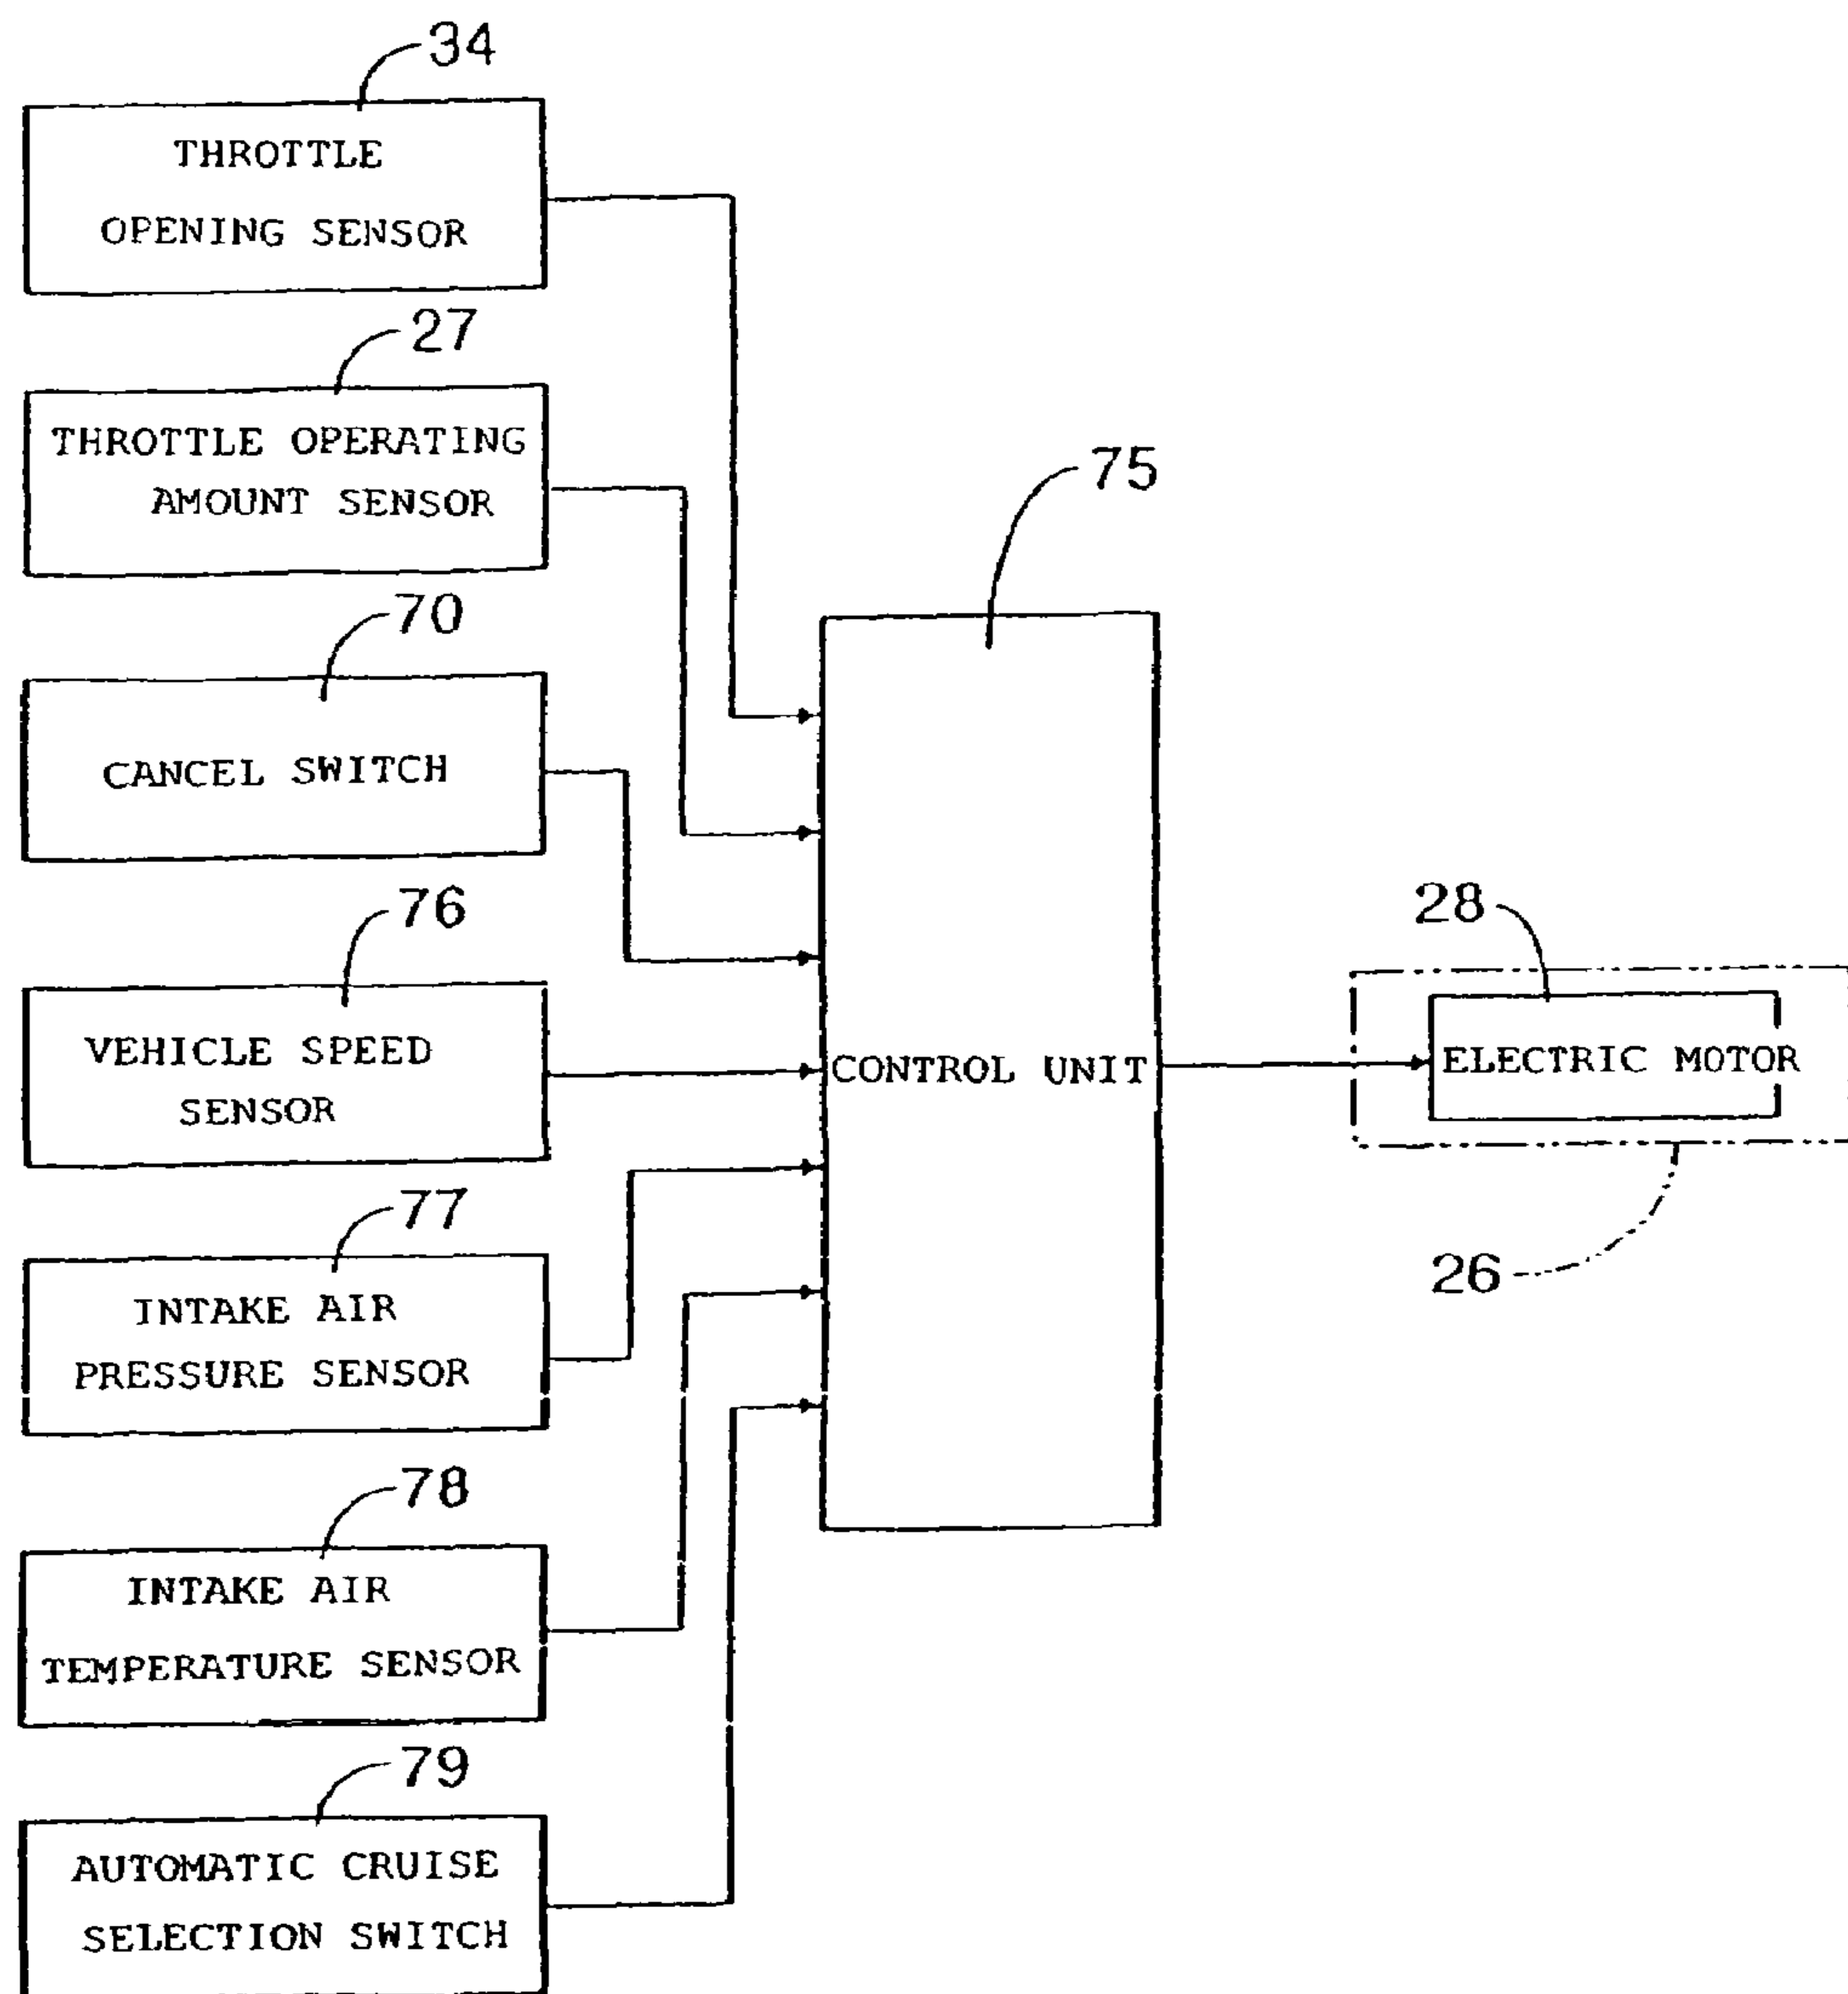 34
THROTTLE
OPENING SENSOR
27
THROTTLE OPERATING
AMOUNT SENSOR
70
CANCEL SWITCH
76
VEHICLE SPEED
SENSOR
77
INTAKE AIR
PRESSURE SENSOR
78
INTAKE AIR
TEMPERATURE SENSOR
79
AUTOMATIC CRUISE
SELECTION SWITCH
75
CONTROL UNIT
28
ELECTRIC MOTOR
26